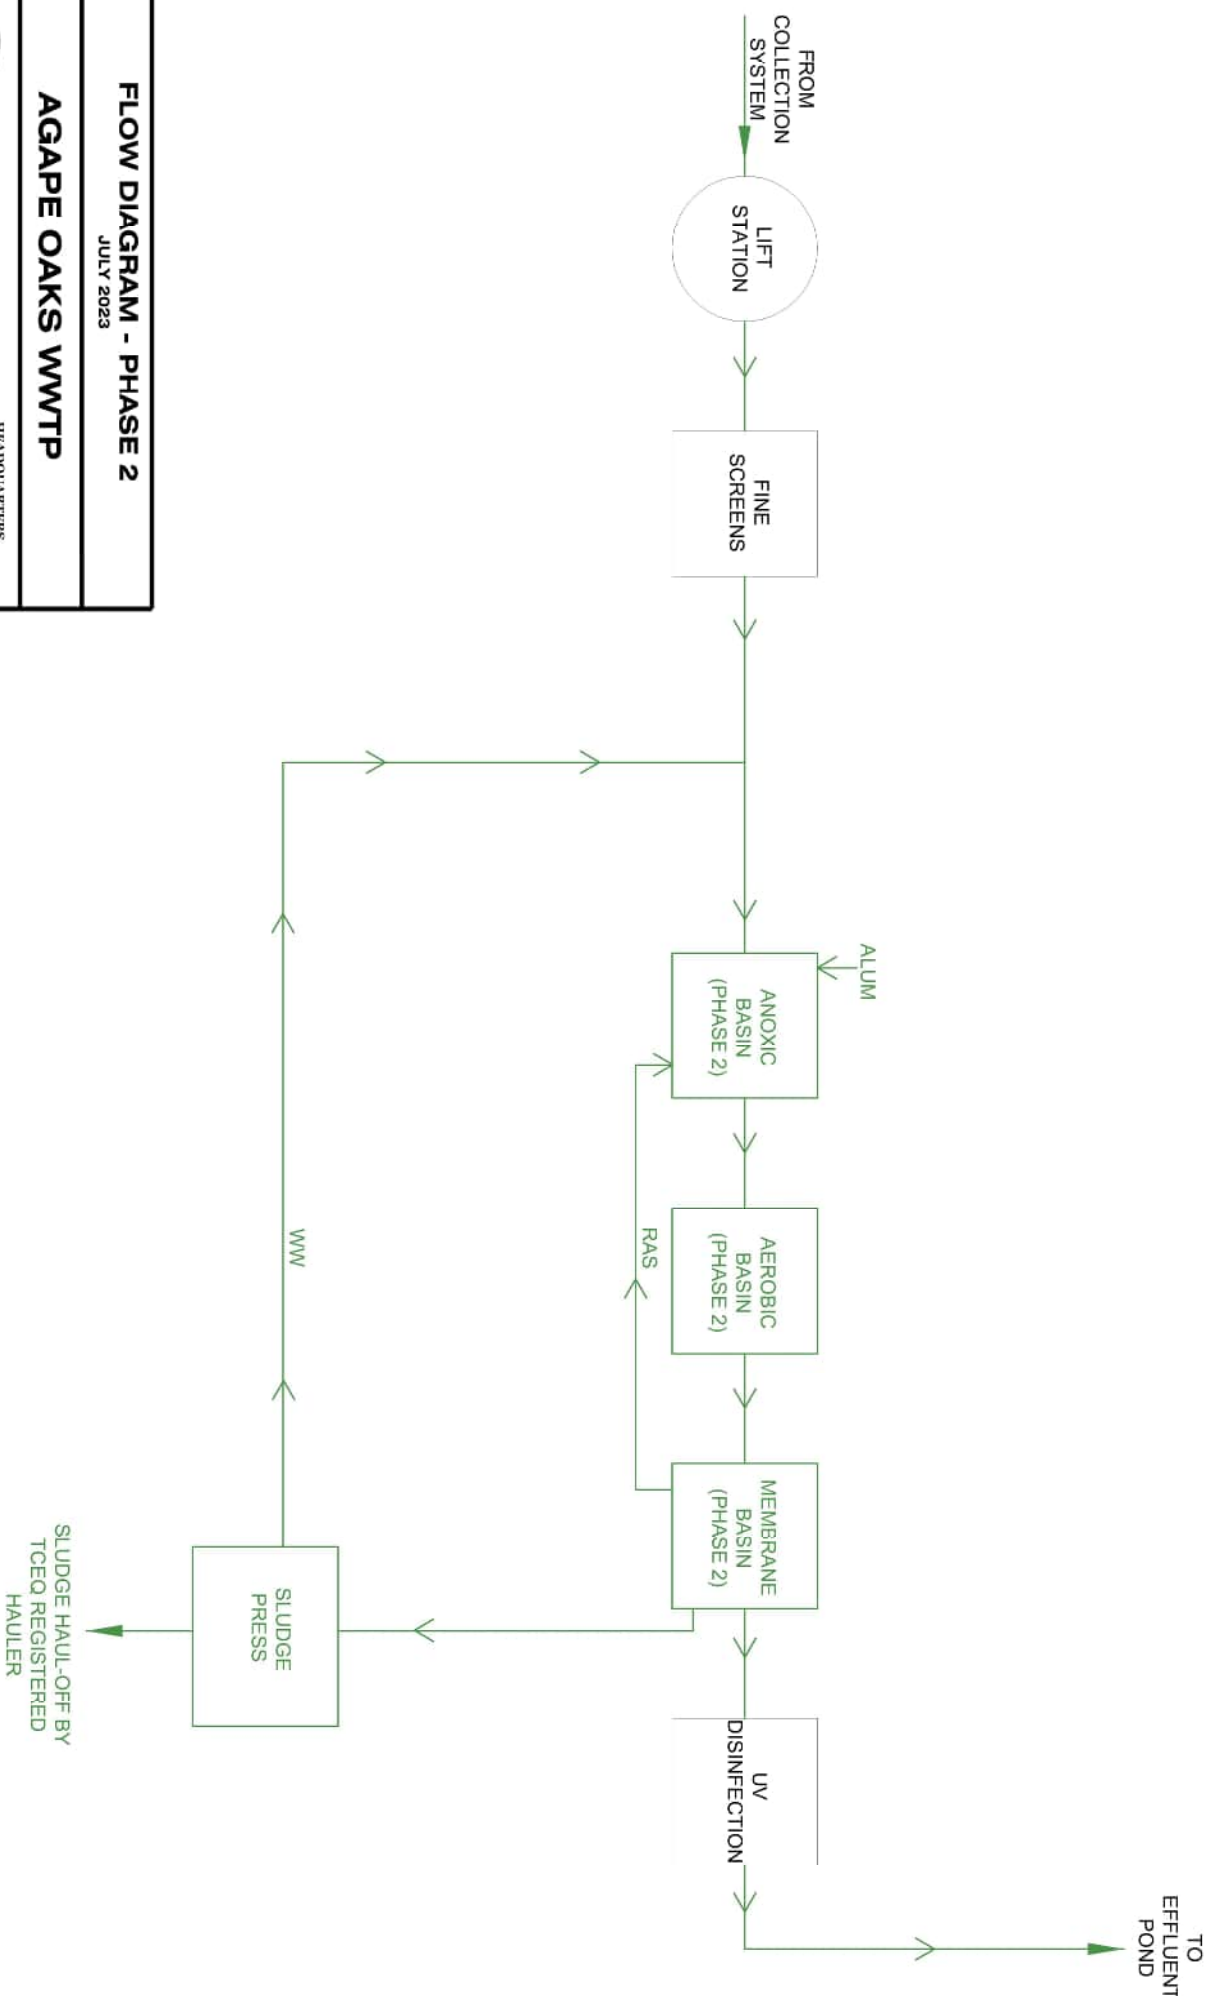 FROM
COLLECTION
SYSTEM
LIFT
STATION
FINE
SCREENS
ALUM
ANOXIC
BASIN
(PHASE 2)
AEROBIC
BASIN
(PHASE 2)
MEMBRANE
BASIN
(PHASE 2)
UV
DISINFECTION
TO
EFFLUENT
POND
RAS
WW
SLUDGE
PRESS
SLUDGE HAUL-OFF BY
TCEQ REGISTERED
HAULER
FLOW DIAGRAM - PHASE 2
JULY 2023
AGAPE OAKS WWTP